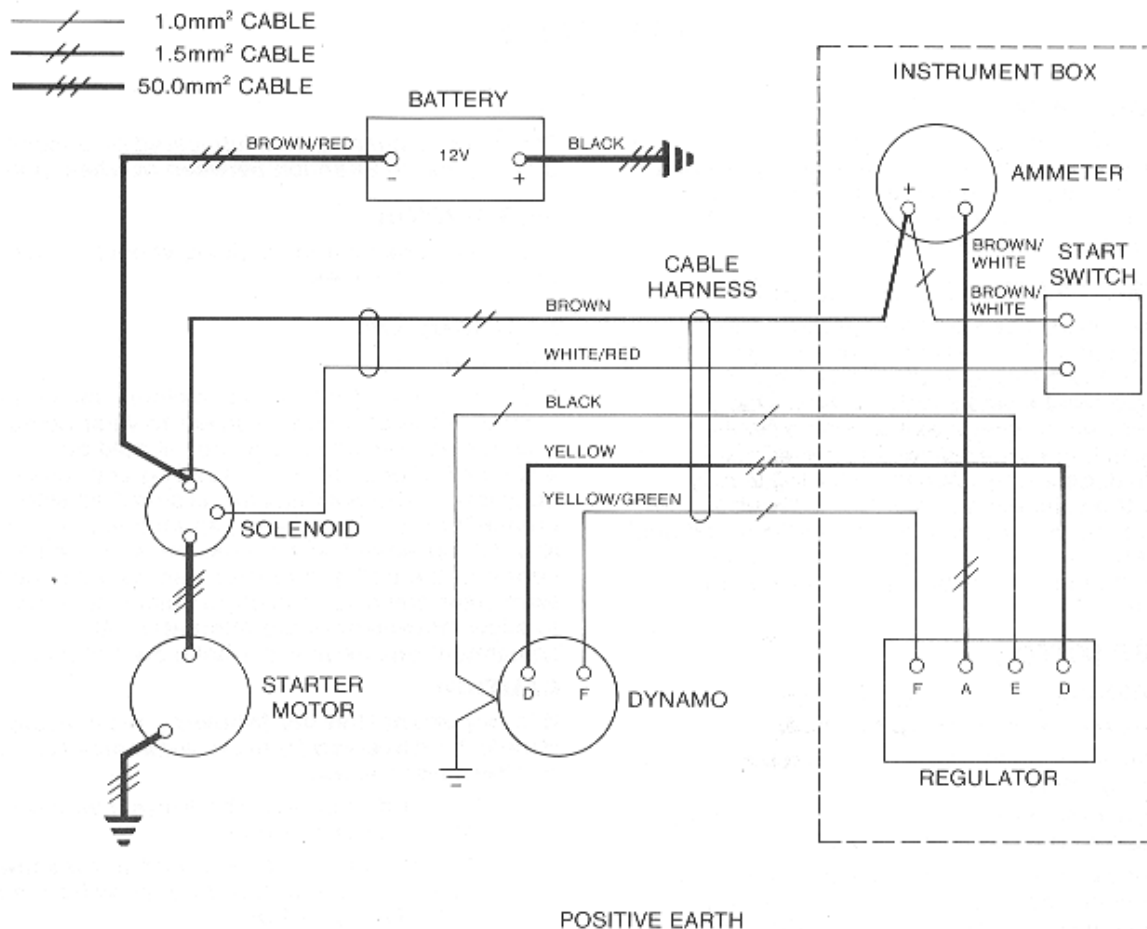 1.0mm² CABLE
1.5mm² CABLE
50.0mm² CABLE
INSTRUMENT BOX
BATTERY
BROWN/RED
12V
BLACK
-
+
AMMETER
+
-
BROWN/
WHITE
START
SWITCH
BROWN/
WHITE
CABLE
HARNESS
BROWN
WHITE/RED
BLACK
YELLOW
YELLOW/GREEN
SOLENOID
STARTER
MOTOR
D
F
DYNAMO
F
A
E
D
REGULATOR
POSITIVE EARTH